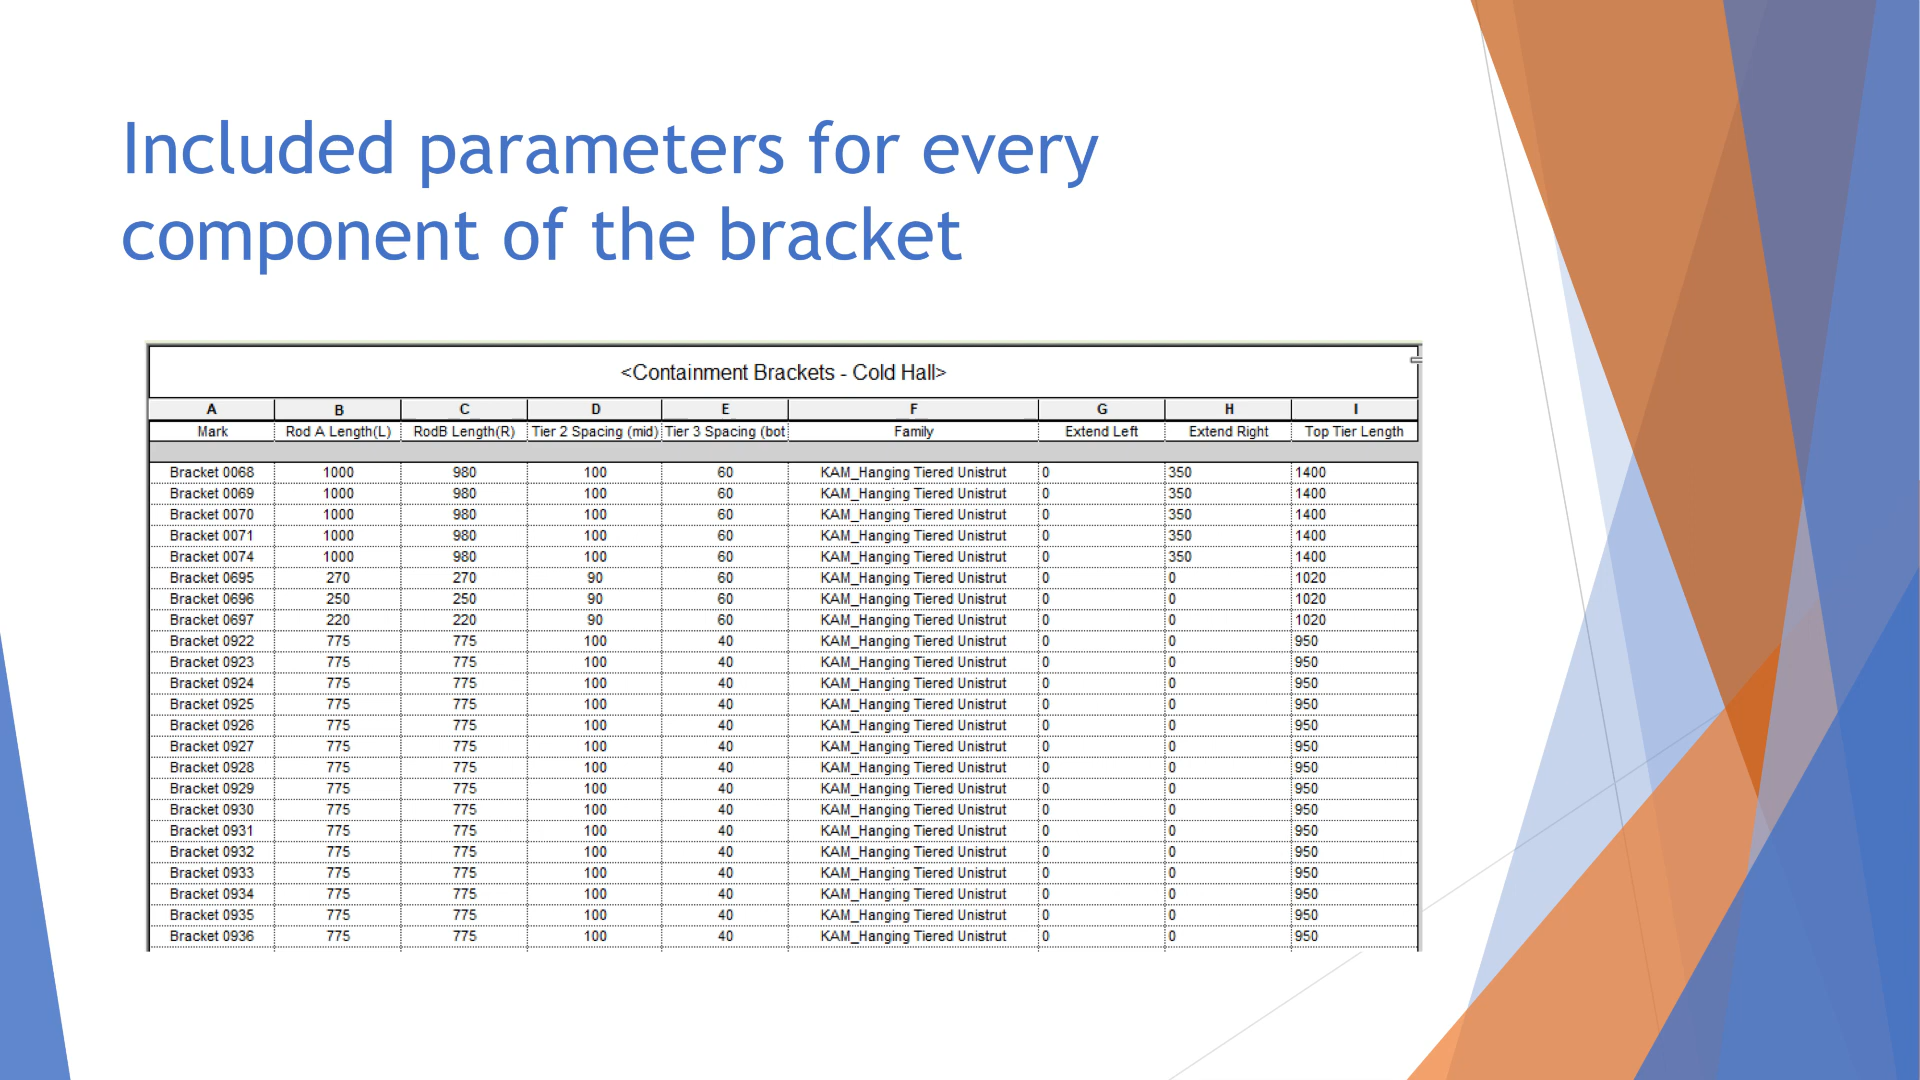 Included parameters for every
component of the bracket
<Containment Brackets - Cold Hall>
A B C D E F G H I
Mark Rod A Length(L) RodB Length(R) Tier 2 Spacing (mid) Tier 3 Spacing (bot Family Extend Left Extend Right Top Tier Length
Bracket 0068 1000 980 100 60 KAM_Hanging Tiered Unistrut 0 350 1400
Bracket 0069 1000 980 100 60 KAM_Hanging Tiered Unistrut 0 350 1400
Bracket 0070 1000 980 100 60 KAM_Hanging Tiered Unistrut 0 350 1400
Bracket 0071 1000 980 100 60 KAM_Hanging Tiered Unistrut 0 350 1400
Bracket 0074 1000 980 100 60 KAM_Hanging Tiered Unistrut 0 350 1400
Bracket 0695 270 270 90 60 KAM_Hanging Tiered Unistrut 0 0 1020
Bracket 0696 250 250 90 60 KAM_Hanging Tiered Unistrut 0 0 1020
Bracket 0697 220 220 90 60 KAM_Hanging Tiered Unistrut 0 0 1020
Bracket 0922 775 775 100 40 KAM_Hanging Tiered Unistrut 0 0 950
Bracket 0923 775 775 100 40 KAM_Hanging Tiered Unistrut 0 0 950
Bracket 0924 775 775 100 40 KAM_Hanging Tiered Unistrut 0 0 950
Bracket 0925 775 775 100 40 KAM_Hanging Tiered Unistrut 0 0 950
Bracket 0926 775 775 100 40 KAM_Hanging Tiered Unistrut 0 0 950
Bracket 0927 775 775 100 40 KAM_Hanging Tiered Unistrut 0 0 950
Bracket 0928 775 775 100 40 KAM_Hanging Tiered Unistrut 0 0 950
Bracket 0929 775 775 100 40 KAM_Hanging Tiered Unistrut 0 0 950
Bracket 0930 775 775 100 40 KAM_Hanging Tiered Unistrut 0 0 950
Bracket 0931 775 775 100 40 KAM_Hanging Tiered Unistrut 0 0 950
Bracket 0932 775 775 100 40 KAM_Hanging Tiered Unistrut 0 0 950
Bracket 0933 775 775 100 40 KAM_Hanging Tiered Unistrut 0 0 950
Bracket 0934 775 775 100 40 KAM_Hanging Tiered Unistrut 0 0 950
Bracket 0935 775 775 100 40 KAM_Hanging Tiered Unistrut 0 0 950
Bracket 0936 775 775 100 40 KAM_Hanging Tiered Unistrut 0 0 950